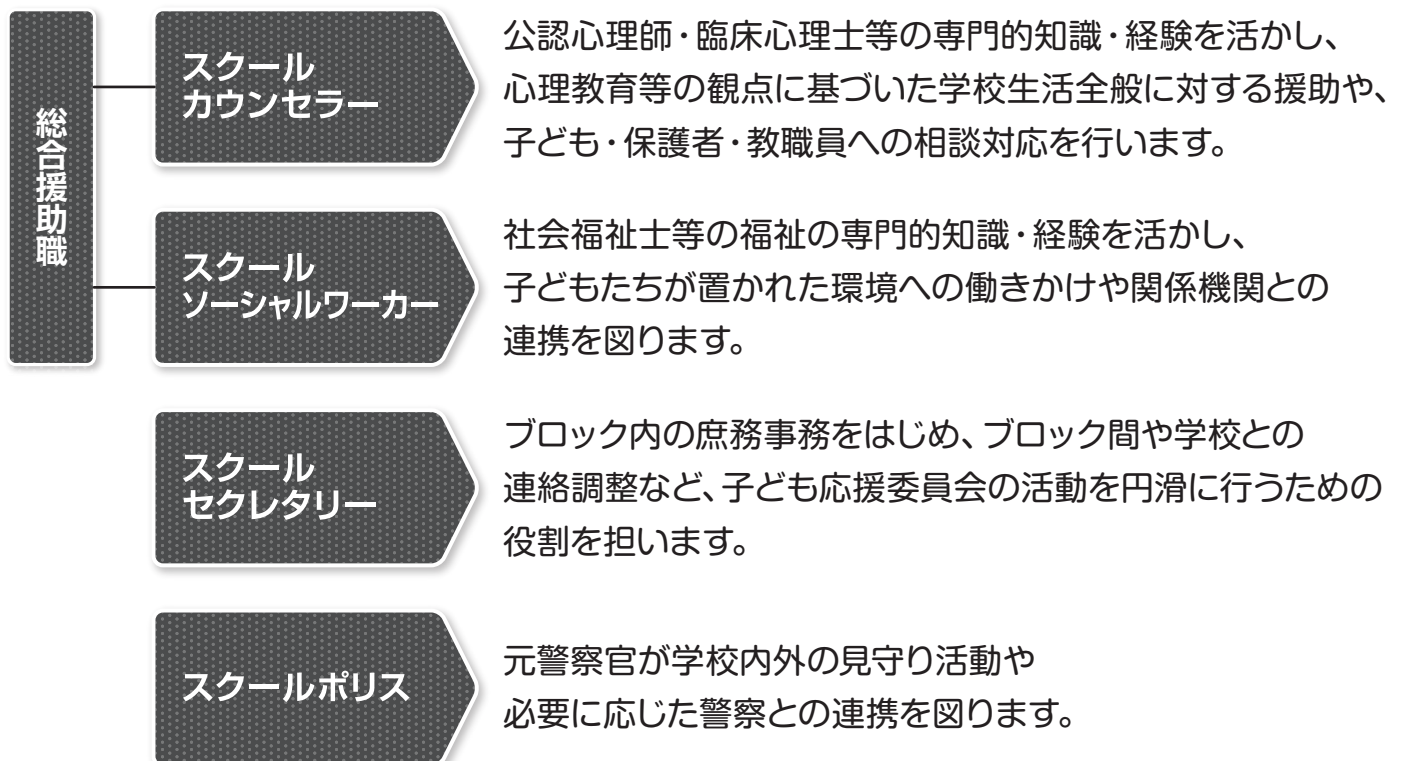 総合援助職
スクール
カウンセラー
公認心理師・臨床心理士等の専門的知識・経験を活かし、
心理教育等の観点に基づいた学校生活全般に対する援助や、
子ども・保護者・教職員への相談対応を行います。
スクール
ソーシャルワーカー
社会福祉士等の福祉の専門的知識・経験を活かし、
子どもたちが置かれた環境への働きかけや関係機関との
連携を図ります。
スクール
セクレタリー
ブロック内の庶務事務をはじめ、ブロック間や学校との
連絡調整など、子ども応援委員会の活動を円滑に行うための
役割を担います。
スクールポリス
元警察官が学校内外の見守り活動や
必要に応じた警察との連携を図ります。